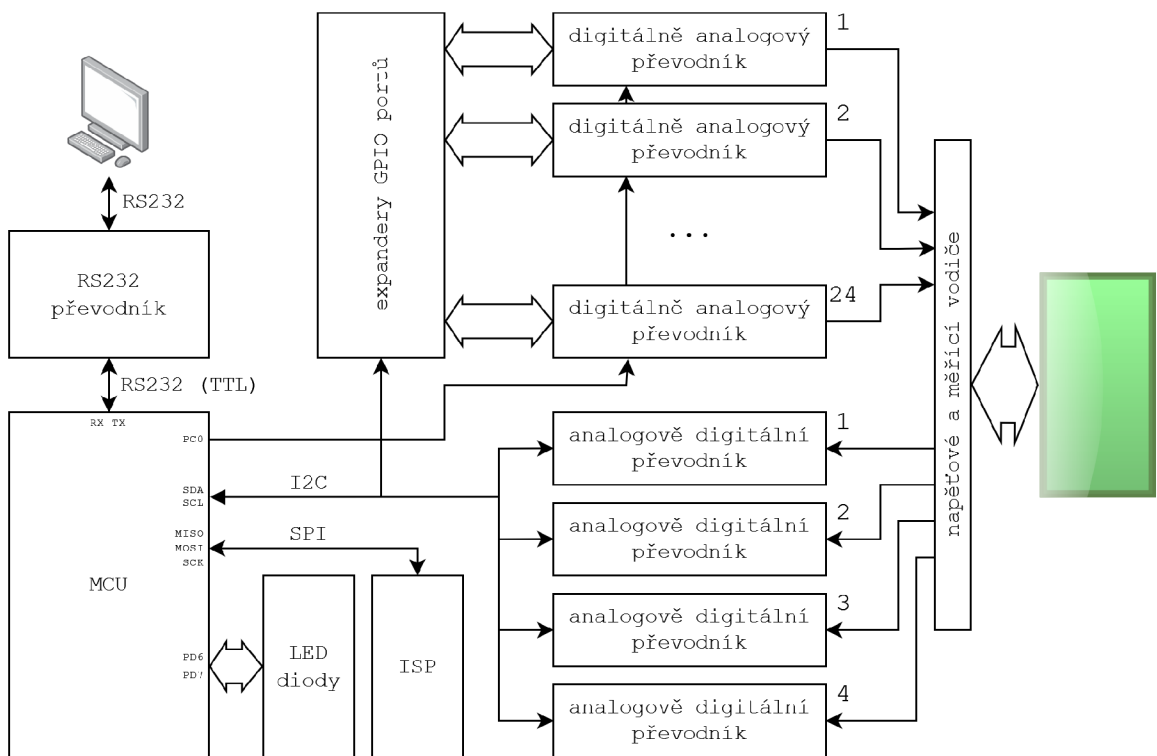 digitálně analogový
převodník
1
digitálně analogový
převodník
2
...
digitálně analogový
převodník
24
expandery GPIO portů
RS232
RS232
převodník
RS232 (TTL)
RX TX
PC0
SDA
SCL
I2C
MISO
MOSI
SCK
SPI
MCU
PD6
PD7
LED
diody
ISP
analogově digitální
převodník
1
analogově digitální
převodník
2
analogově digitální
převodník
3
analogově digitální
převodník
4
napěťové a měřící vodiče